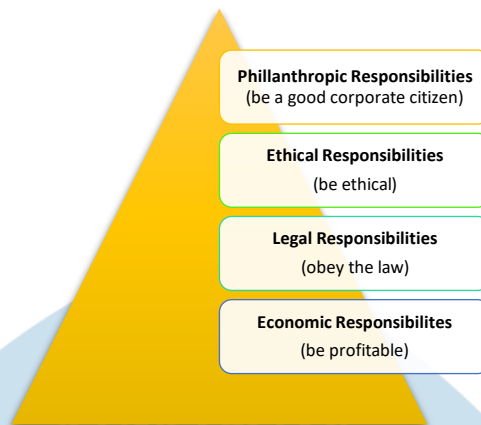 Phillanthropic Responsibilities
(be a good corporate citizen)
Ethical Responsibilities
(be ethical)
Legal Responsibilities
(obey the law)
Economic Responsibilites
(be profitable)